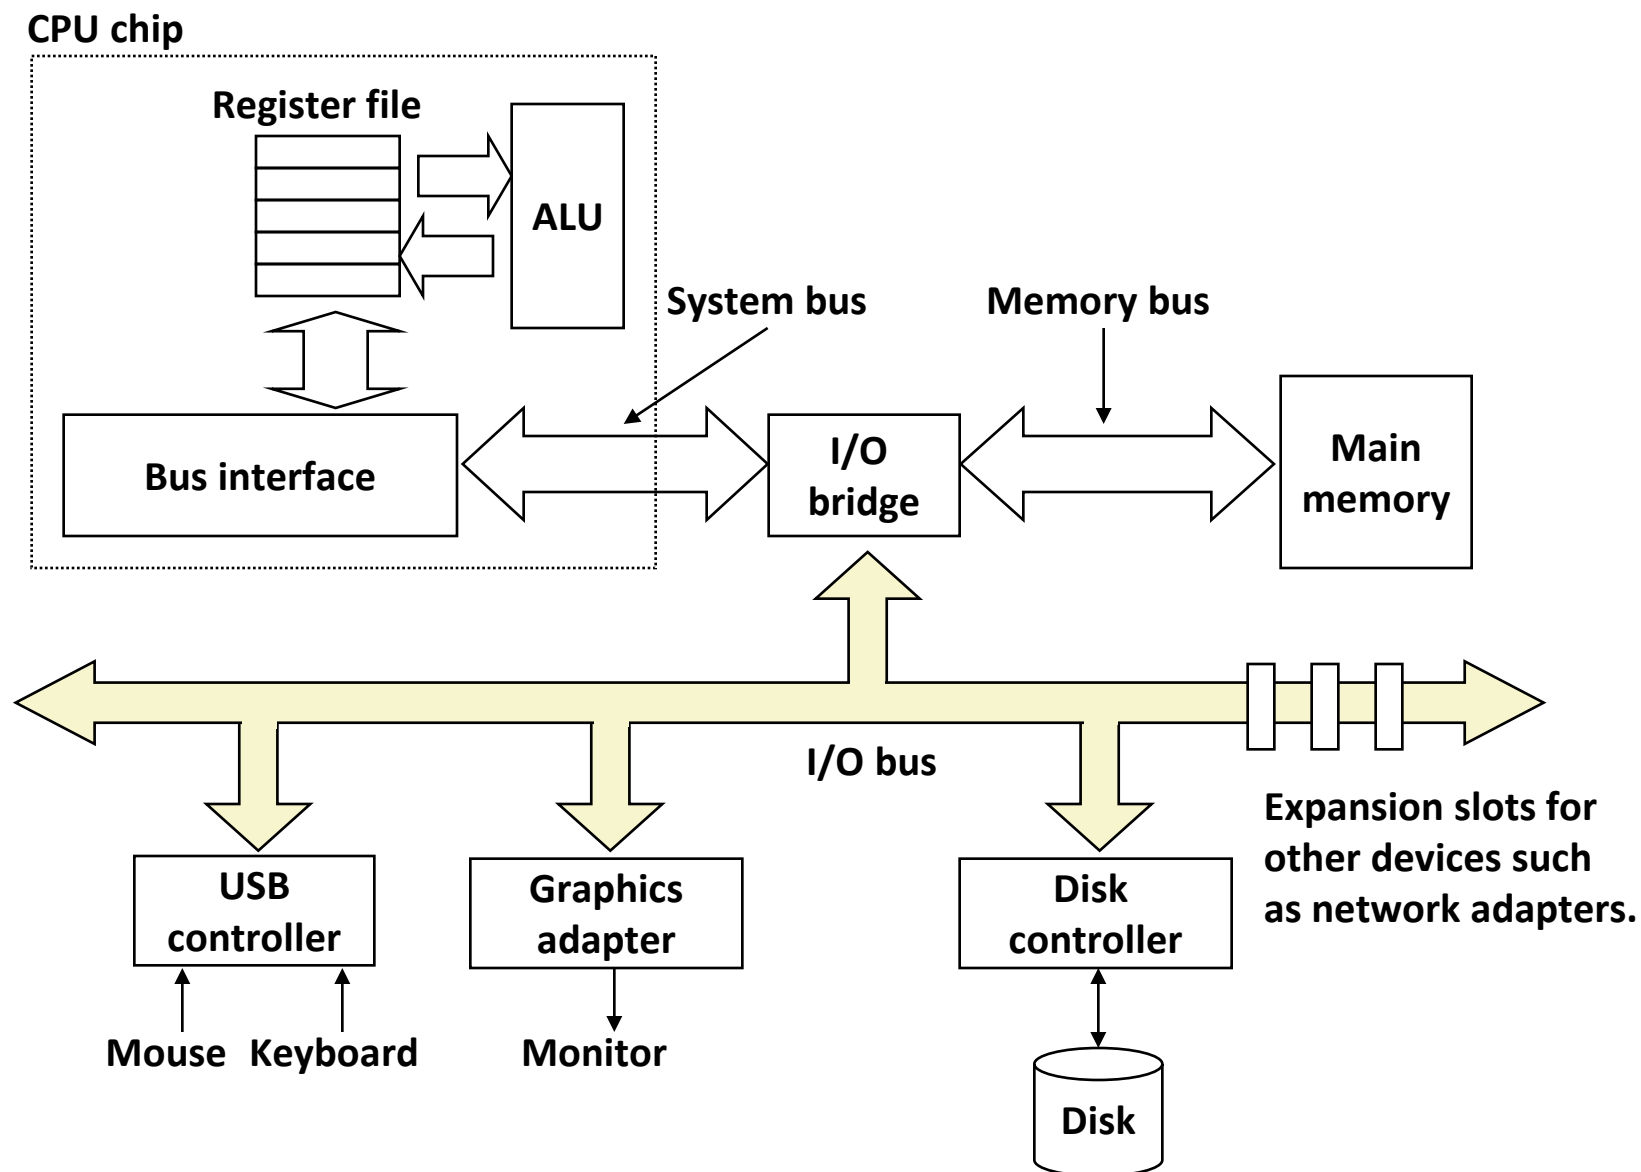 CPU chip
Register file
ALU
System bus
Memory bus
Bus interface
I/O
bridge
Main
memory
I/O bus
Expansion slots for
other devices such
as network adapters.
USB
controller
Graphics
adapter
Disk
controller
Mouse
Keyboard
Monitor
Disk